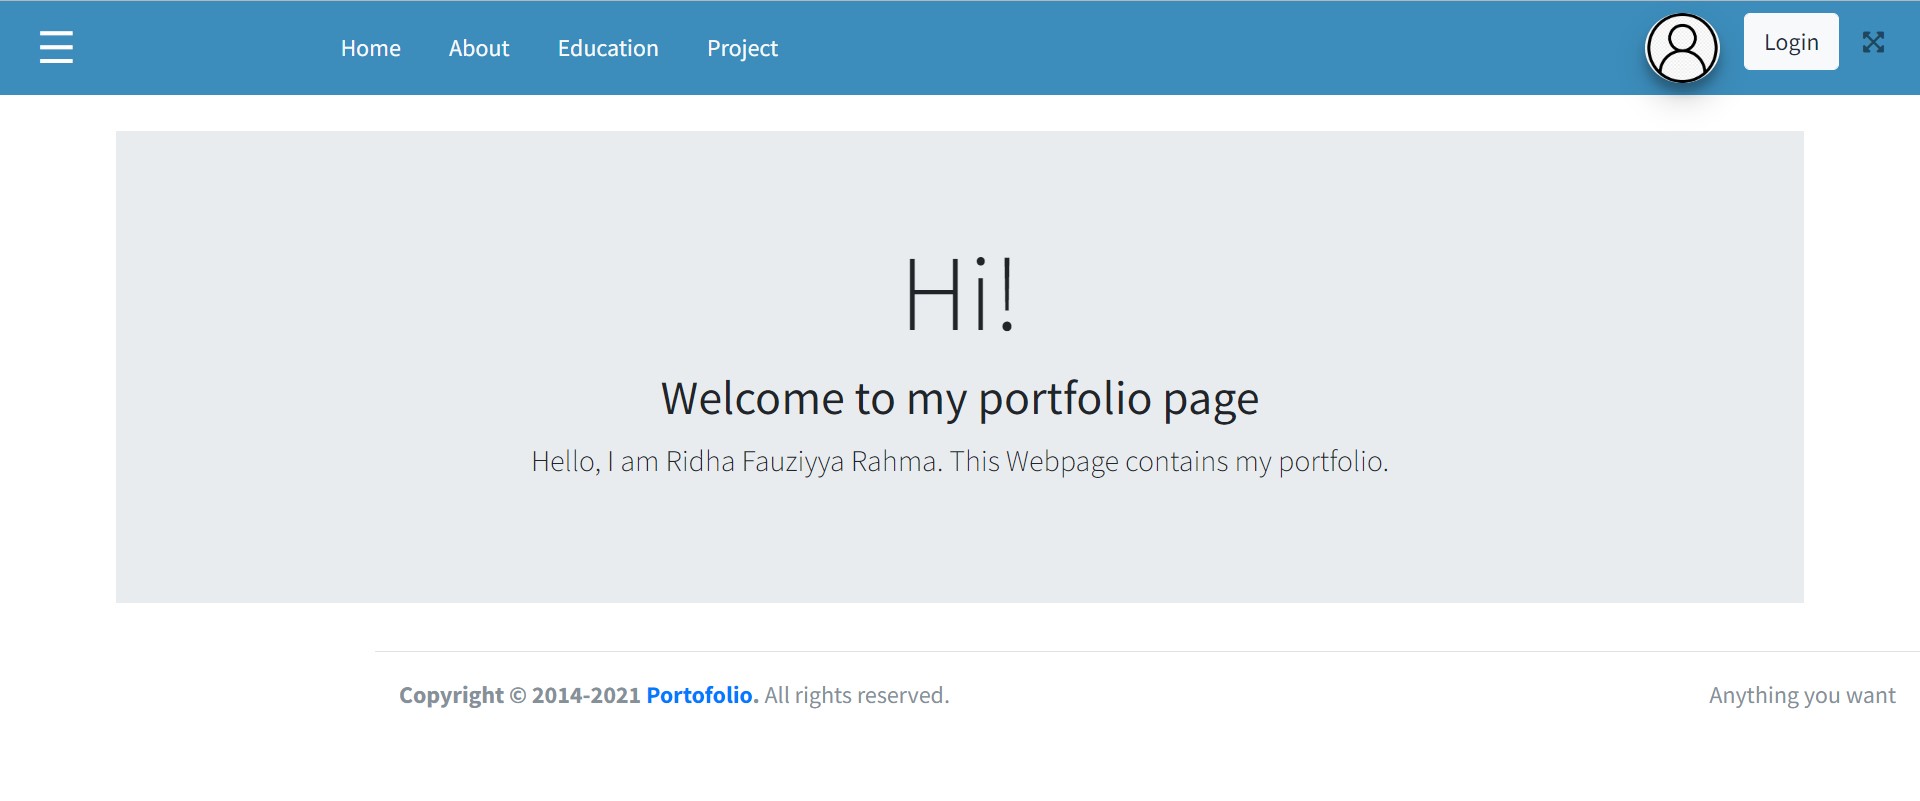 Home About Education Project Login
Hi!
Welcome to my portfolio page
Hello, I am Ridha Fauziyya Rahma. This Webpage contains my portfolio.
Copyright © 2014-2021 Portofolio. All rights reserved. Anything you want